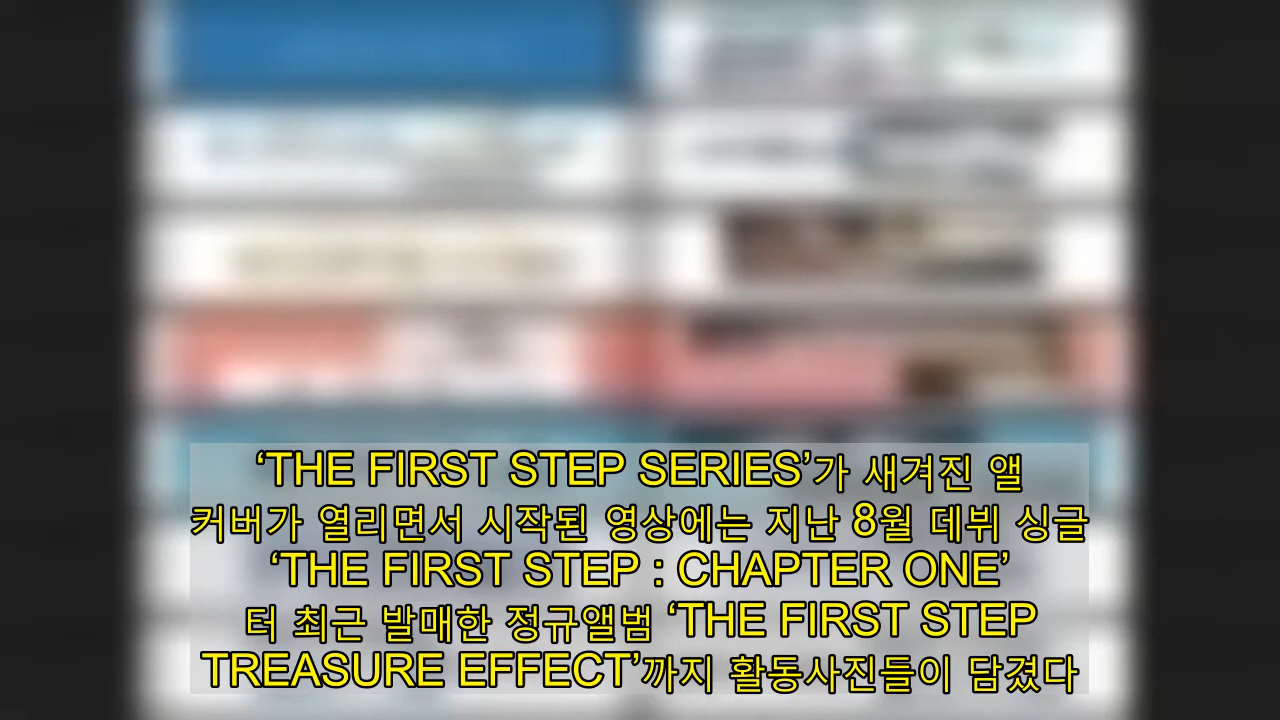 ‘THE FIRST STEP SERIES’가 새겨진 앨
커버가 열리면서 시작된 영상에는 지난 8월 데뷔 싱글
‘THE FIRST STEP : CHAPTER ONE’
터 최근 발매한 정규앨범 ‘THE FIRST STEP
TREASURE EFFECT’까지 활동사진들이 담겼다